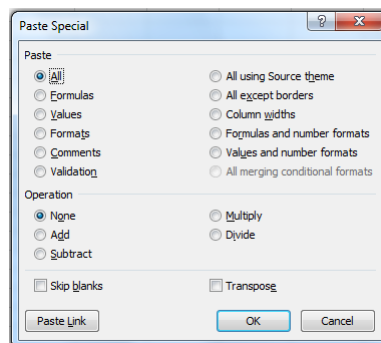 Paste Special
Paste
All
All using Source theme
Formulas
All except borders
Values
Column widths
Formats
Formulas and number formats
Comments
Values and number formats
Validation
All merging conditional formats
Operation
None
Multiply
Add
Divide
Subtract
Skip blanks
Transpose
Paste Link
OK
Cancel